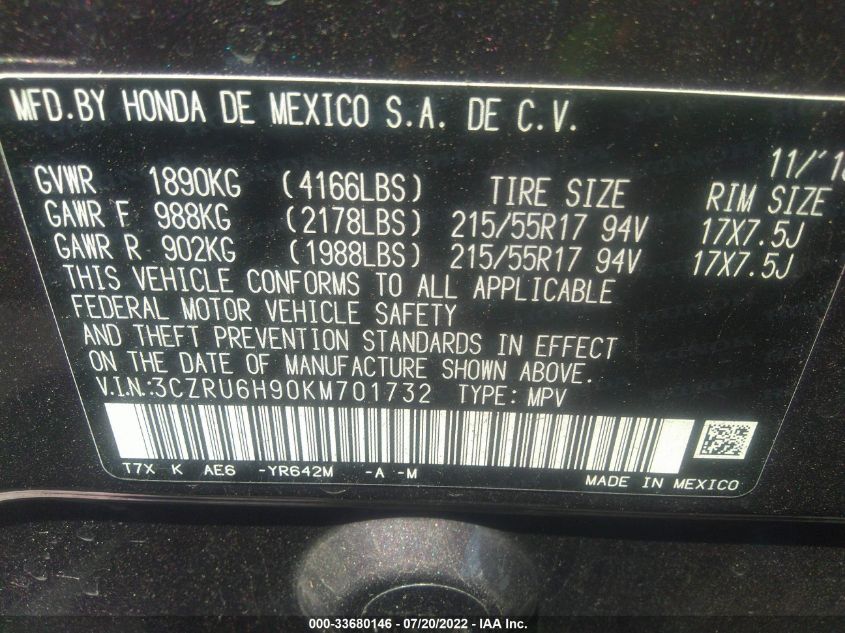 MFD.BY HONDA DE MEXICO S.A. DE C.V.
11/'18
GVWR 1890KG (4166LBS) TIRE SIZE RIM SIZE
GAWR F 988KG (2178LBS) 215/55R17 94V 17X7.5J
GAWR R 902KG (1988LBS) 215/55R17 94V 17X7.5J
THIS VEHICLE CONFORMS TO ALL APPLICABLE
FEDERAL MOTOR VEHICLE SAFETY
AND THEFT PREVENTION STANDARDS IN EFFECT
ON THE DATE OF MANUFACTURE SHOWN ABOVE.
V.I.N.:3CZRU6H90KM701732 TYPE: MPV
T7X K AE6 -YR642M -A -M
MADE IN MEXICO
000-33680146 — 07/20/2022 — IAA Inc.